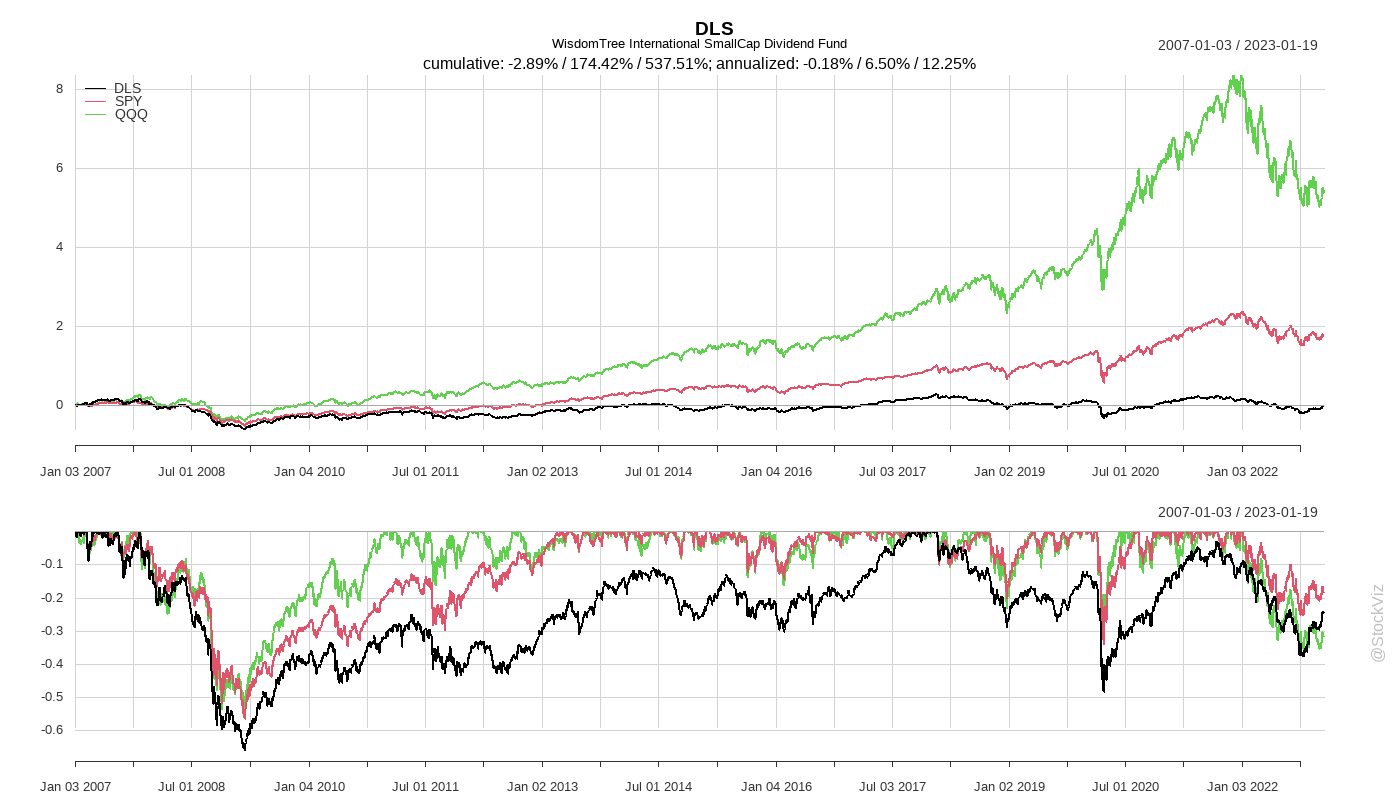 DLS
WisdomTree International SmallCap Dividend Fund
2007-01-03 / 2023-01-19
cumulative: -2.89% / 174.42% / 537.51%; annualized: -0.18% / 6.50% / 12.25%
DLS
SPY
QQQ
8
6
4
2
0
Jan 03 2007 Jul 01 2008 Jan 04 2010 Jul 01 2011 Jan 02 2013 Jul 01 2014 Jan 04 2016 Jul 03 2017 Jan 02 2019 Jul 01 2020 Jan 03 2022
2007-01-03 / 2023-01-19
-0.1
-0.2
-0.3
-0.4
-0.5
-0.6
Jan 03 2007 Jul 01 2008 Jan 04 2010 Jul 01 2011 Jan 02 2013 Jul 01 2014 Jan 04 2016 Jul 03 2017 Jan 02 2019 Jul 01 2020 Jan 03 2022
@StockViz